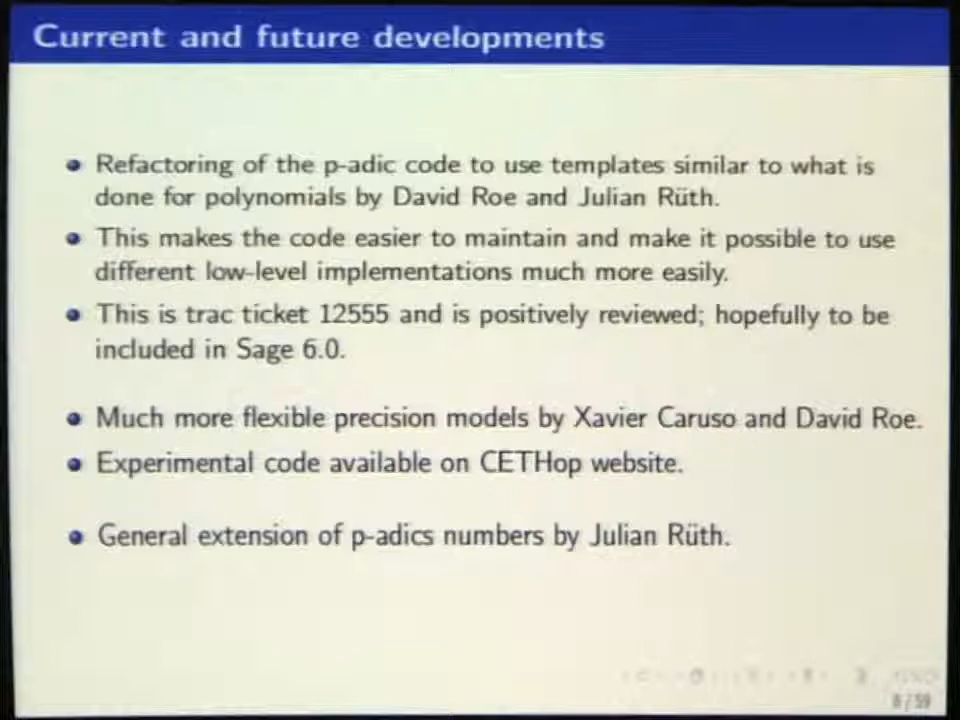 Current and future developments
Refactoring of the p-adic code to use templates similar to what is
done for polynomials by David Roe and Julian Rüth.
This makes the code easier to maintain and make it possible to use
different low-level implementations much more easily.
This is trac ticket 12555 and is positively reviewed; hopefully to be
included in Sage 6.0.
Much more flexible precision models by Xavier Caruso and David Roe.
Experimental code available on CETHop website.
General extension of p-adics numbers by Julian Rüth.